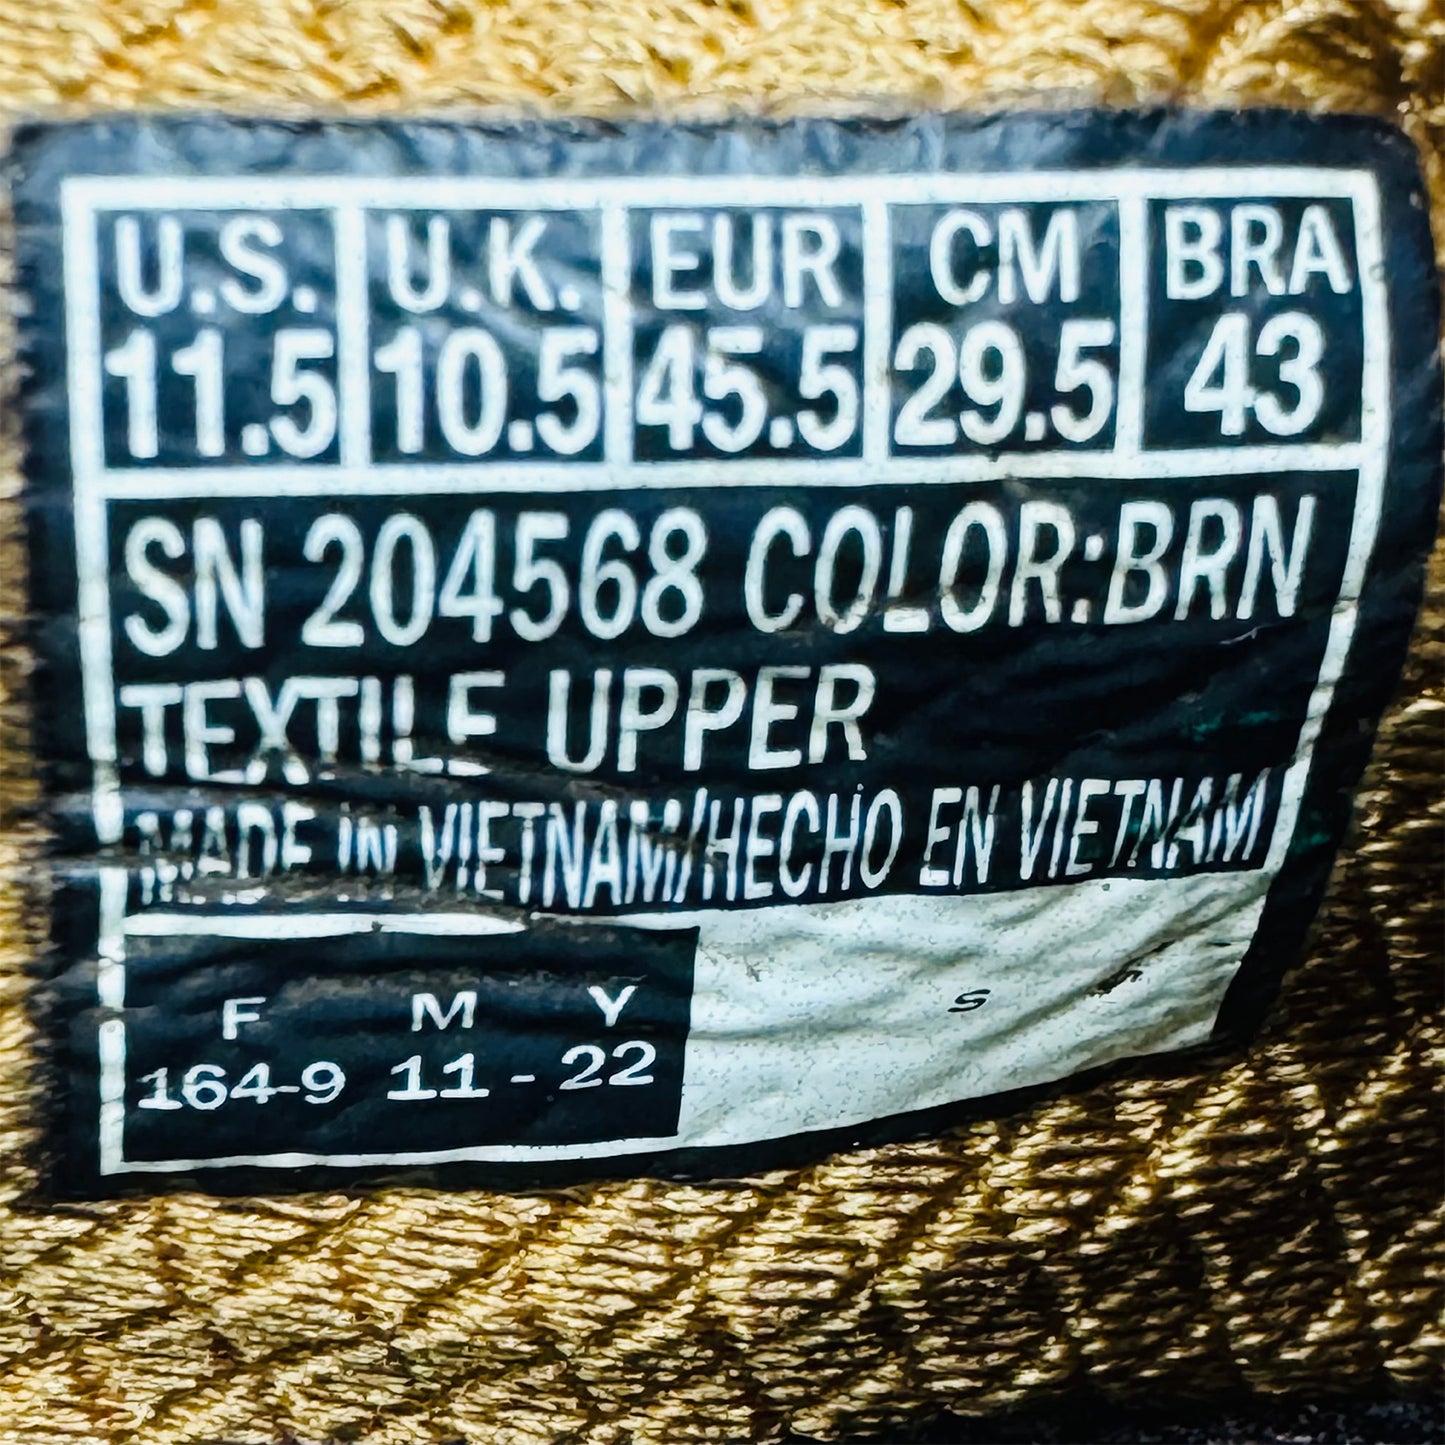 U.S. U.K. EUR CM BRA
11.5 10.5 45.5 29.5 43
SN 204568 COLOR:BRN
TEXTILE UPPER
MADE IN VIETNAM/HECHO EN VIETNAM
F M Y
164-9 11 - 22
S